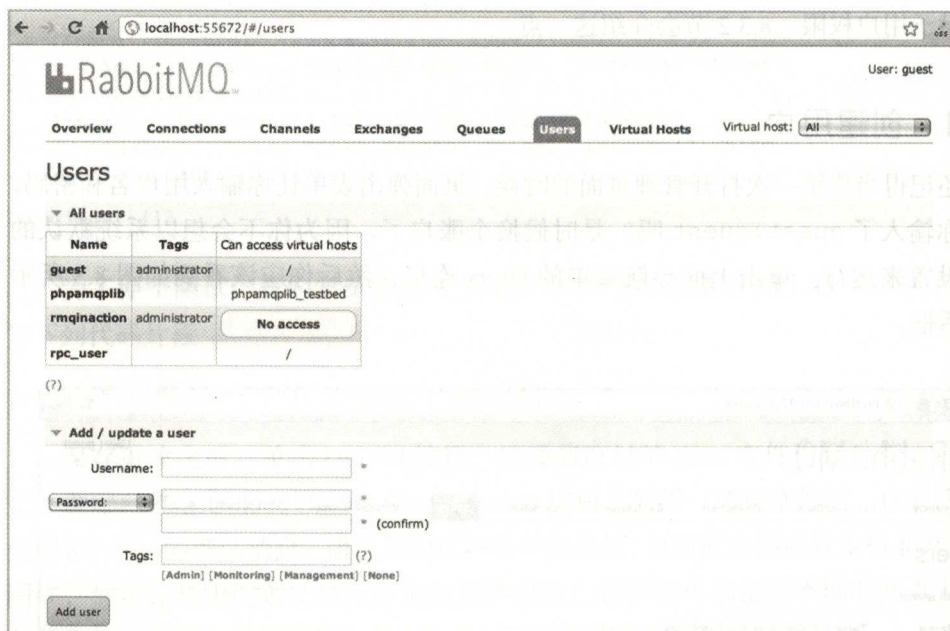 localhost:55672/#/users
RabbitMQ
User: guest
Overview Connections Channels Exchanges Queues Users Virtual Hosts Virtual host: All
Users
All users
Name Tags Can access virtual hosts
guest administrator /
phpamqplib phpamqplib_testbed
rmqinaction administrator No access
rpc_user /
(?)
Add / update a user
Username: *
Password: *
* (confirm)
Tags: (?)
[Admin] [Monitoring] [Management] [None]
Add user